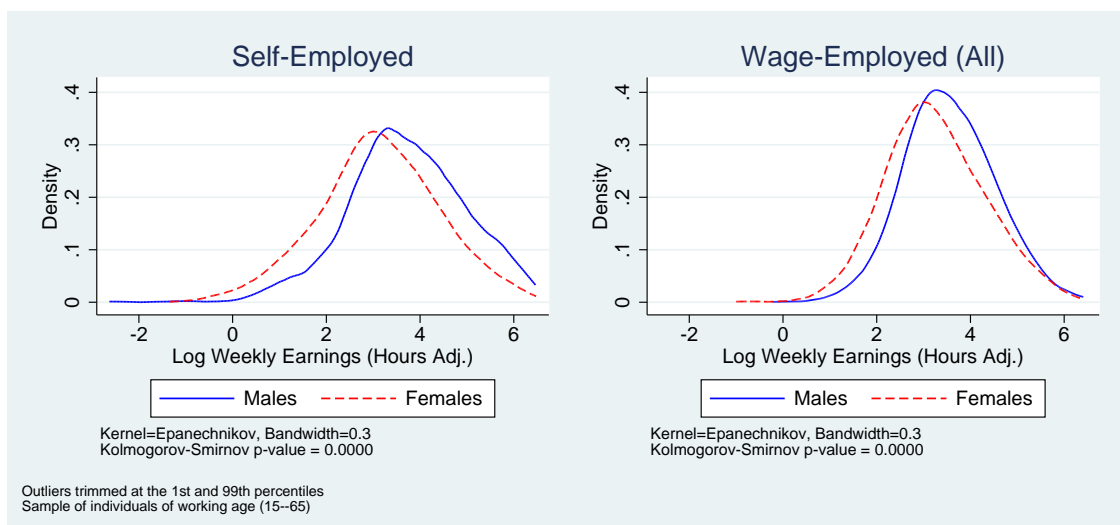 Self-Employed
Density
0
.1
.2
.3
.4
-2 0 2 4 6
Log Weekly Earnings (Hours Adj.)
Males Females
Kernel=Epanechnikov, Bandwidth=0.3
Kolmogorov-Smirnov p-value = 0.0000
Wage-Employed (All)
Density
0
.1
.2
.3
.4
-2 0 2 4 6
Log Weekly Earnings (Hours Adj.)
Males Females
Kernel=Epanechnikov, Bandwidth=0.3
Kolmogorov-Smirnov p-value = 0.0000
Outliers trimmed at the 1st and 99th percentiles
Sample of individuals of working age (15--65)